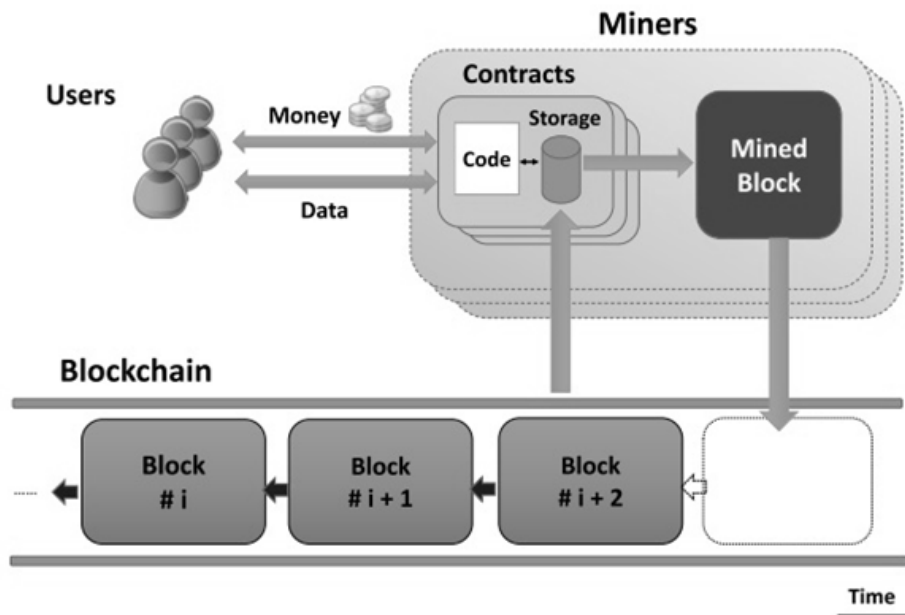 Miners
Contracts
Users
Money
Storage
Code
Mined
Block
Data
Blockchain
Block
# i
Block
# i + 1
Block
# i + 2
......
Time